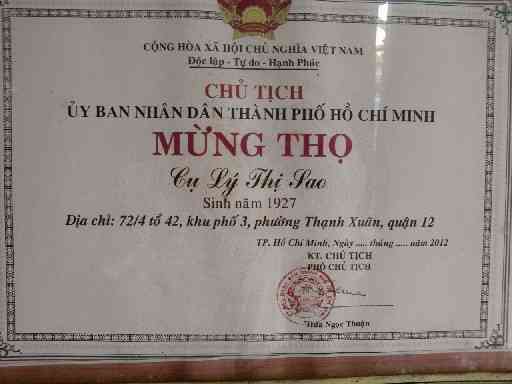 CỘNG HÒA XÃ HỘI CHỦ NGHĨA VIỆT NAM
Độc lập - Tự do - Hạnh Phúc
CHỦ TỊCH
ỦY BAN NHÂN DÂN THÀNH PHỐ HỒ CHÍ MINH
MỪNG THỌ
Cụ Lý Thị Sao
Sinh năm 1927
Địa chỉ: 72/4 tổ 42, khu phố 3, phường Thạnh Xuân, quận 12
TP. Hồ Chí Minh, Ngày ..... tháng ..... năm 2012
KT. CHỦ TỊCH
PHÓ CHỦ TỊCH
Hứa Ngọc Thuận